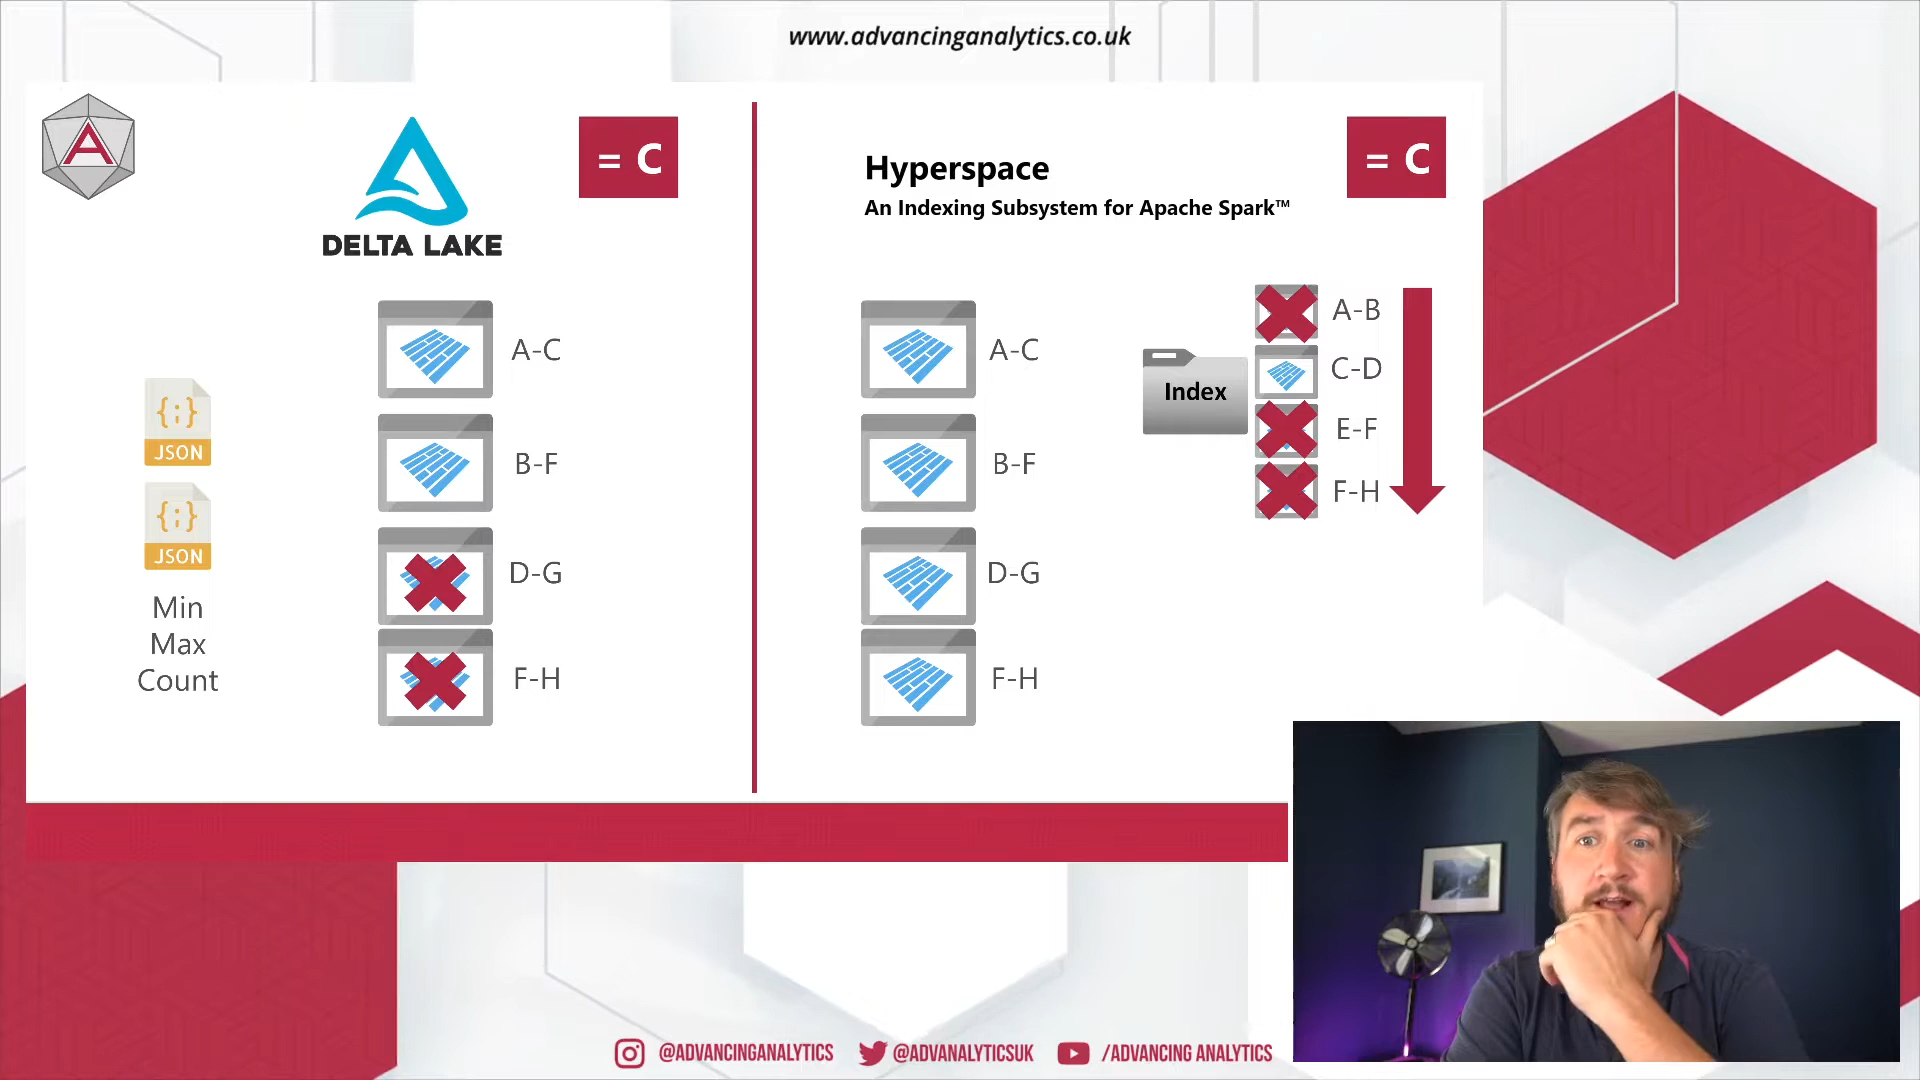 www.advancinganalytics.co.uk
A
DELTA LAKE
= C
JSON
JSON
Min
Max
Count
A-C
B-F
D-G
F-H
Hyperspace
An Indexing Subsystem for Apache Spark™
= C
A-C
B-F
D-G
F-H
Index
A-B
C-D
E-F
F-H
@ADVANCINGANALYTICS
@ADVANALYTICSUK
/ADVANCING ANALYTICS